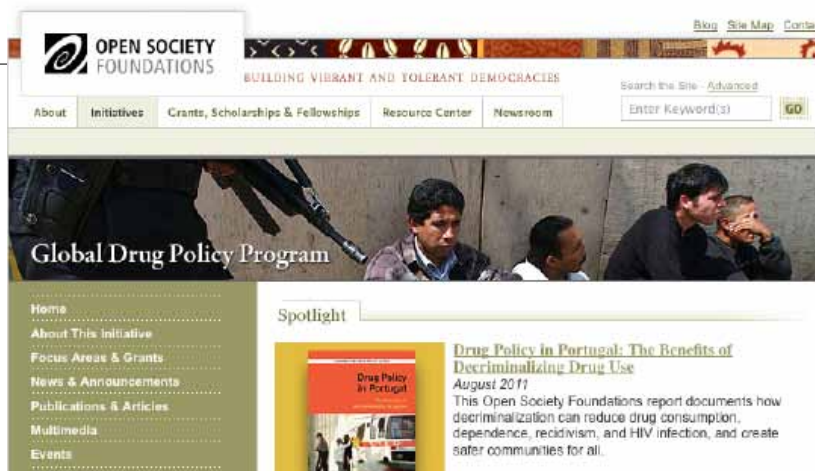 Blog Site Map
OPEN SOCIETY
FOUNDATIONS
BUILDING VIBRANT AND TOLERANT DEMOCRACIES
Search the Site - Advanced
About Initiatives Grants, Scholarships & Fellowships Resource Center Newsroom
Enter Keyword(s) GO
Global Drug Policy Program
Home
About This Initiative
Focus Areas & Grants
News & Announcements
Publications & Articles
Multimedia
Events
Spotlight
Drug Policy
in Portugal
Drug Policy in Portugal: The Benefits of
Decriminalizing Drug Use
August 2011
This Open Society Foundations report documents how
decriminalization can reduce drug consumption,
dependence, recidivism, and HIV infection, and create
safer communities for all.